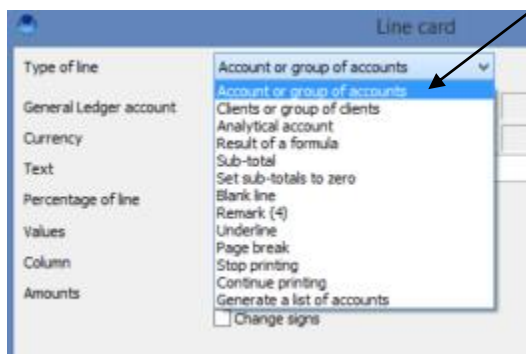 Line card
Type of line
Account or group of accounts
Account or group of accounts
Clients or group of clients
General Ledger account
Analytical account
Currency
Result of a formula
Sub-total
Text
Set sub-totals to zero
Blank line
Percentage of line
Remark (4)
Values
Underline
Page break
Column
Stop printing
Continue printing
Amounts
Generate a list of accounts
Change signs